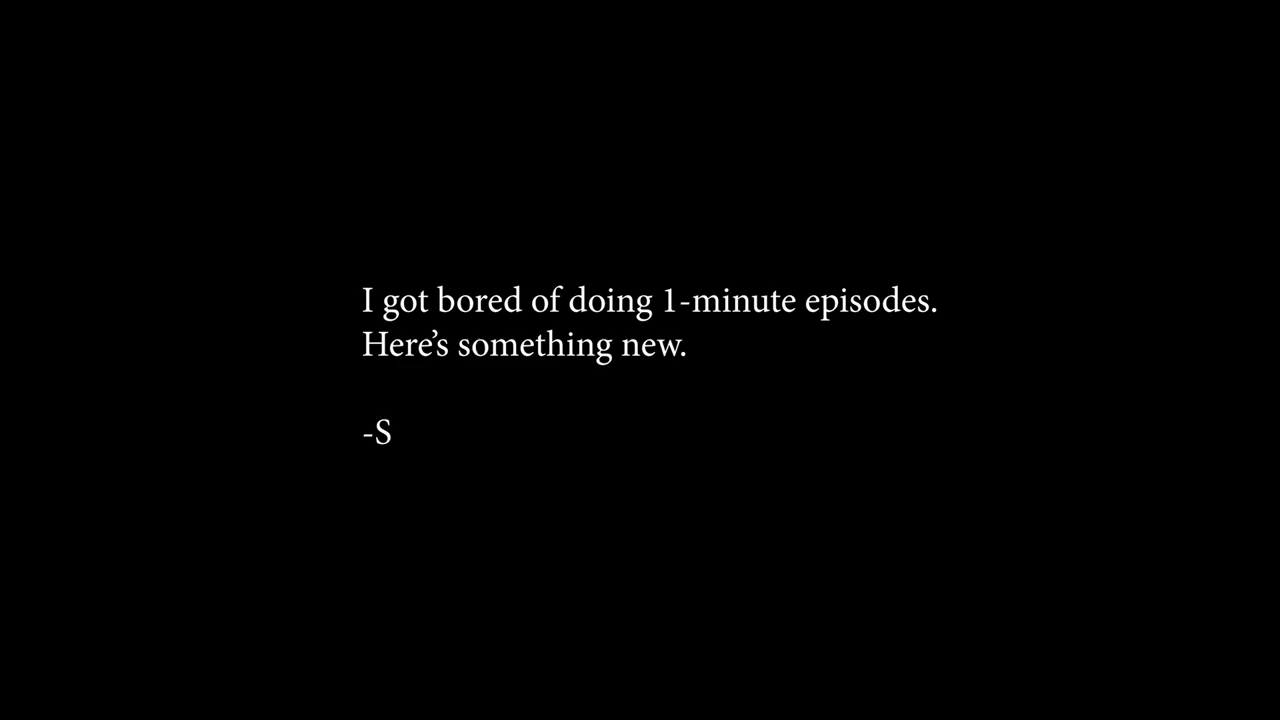 I got bored of doing 1-minute episodes.
Here’s something new.
-S